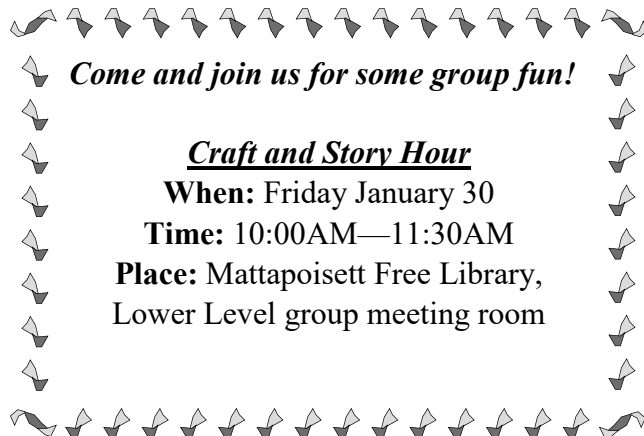 Come and join us for some group fun!
Craft and Story Hour
When: Friday January 30
Time: 10:00AM—11:30AM
Place: Mattapoisett Free Library,
Lower Level group meeting room